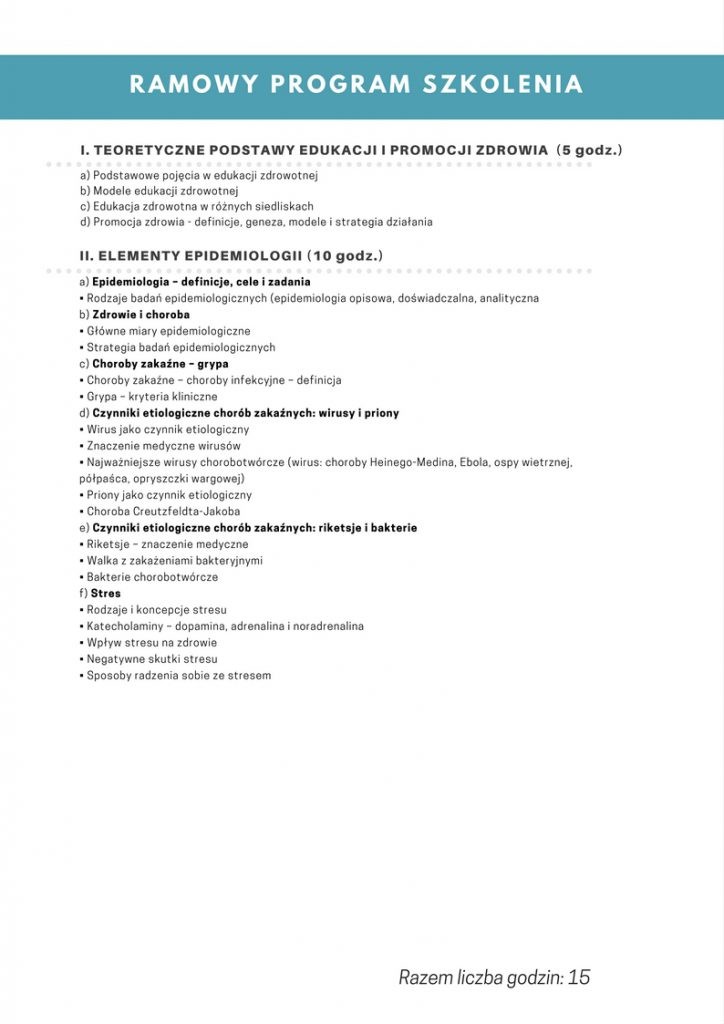 RAMOWY PROGRAM SZKOLENIA
I. TEORETYCZNE PODSTAWY EDUKACJI I PROMOCJI ZDROWIA (5 godz.)
a) Podstawowe pojęcia w edukacji zdrowotnej
b) Modele edukacji zdrowotnej
c) Edukacja zdrowotna w różnych siedliskach
d) Promocja zdrowia - definicje, geneza, modele i strategia działania
II. ELEMENTY EPIDEMIOLOGII (10 godz.)
a) Epidemiologia – definicje, cele i zadania
▪ Rodzaje badań epidemiologicznych (epidemiologia opisowa, doświadczalna, analityczna
b) Zdrowie i choroba
▪ Główne miary epidemiologiczne
▪ Strategia badań epidemiologicznych
c) Choroby zakaźne – grypa
▪ Choroby zakaźne – choroby infekcyjne – definicja
▪ Grypa – kryteria kliniczne
d) Czynniki etiologiczne chorób zakaźnych: wirusy i priony
▪ Wirus jako czynnik etiologiczny
▪ Znaczenie medyczne wirusów
▪ Najważniejsze wirusy chorobotwórcze (wirus: choroby Heinego-Medina, Ebola, ospy wietrznej,
półpaśca, opryszczki wargowej)
▪ Priony jako czynnik etiologiczny
▪ Choroba Creutzfeldta-Jakoba
e) Czynniki etiologiczne chorób zakaźnych: riketsje i bakterie
▪ Riketsje – znaczenie medyczne
▪ Walka z zakażeniami bakteryjnymi
▪ Bakterie chorobotwórcze
f) Stres
▪ Rodzaje i koncepcje stresu
▪ Katecholaminy – dopamina, adrenalina i noradrenalina
▪ Wpływ stresu na zdrowie
▪ Negatywne skutki stresu
▪ Sposoby radzenia sobie ze stresem
Razem liczba godzin: 15